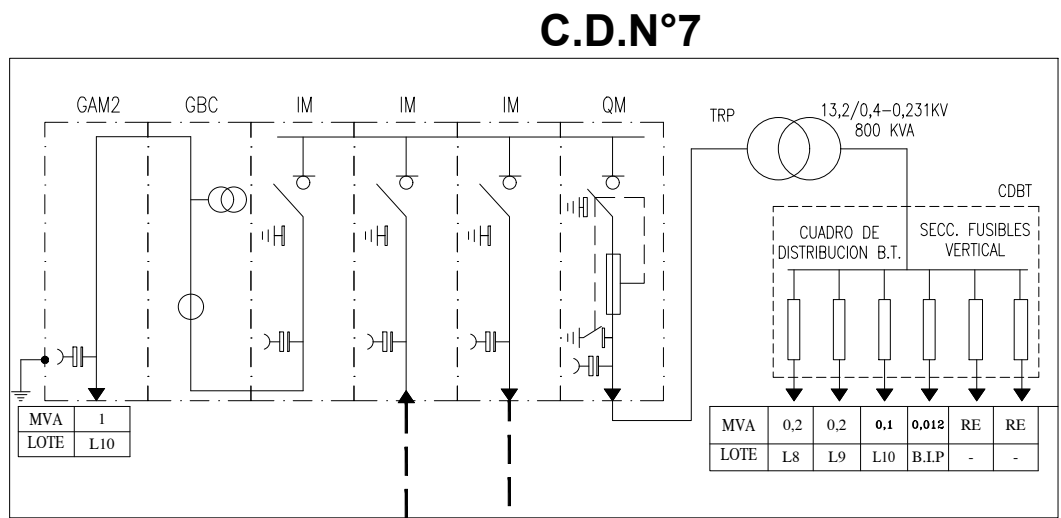 C.D.N°7
GAM2 GBC IM IM IM QM
TRP
13,2/0,4-0,231KV
800 KVA
CDBT
CUADRO DE
DISTRIBUCION B.T.
SECC. FUSIBLES
VERTICAL
MVA 1
LOTE L10
MVA 0,2 0,2 0,1 0,012 RE RE
LOTE L8 L9 L10 B.I.P - -